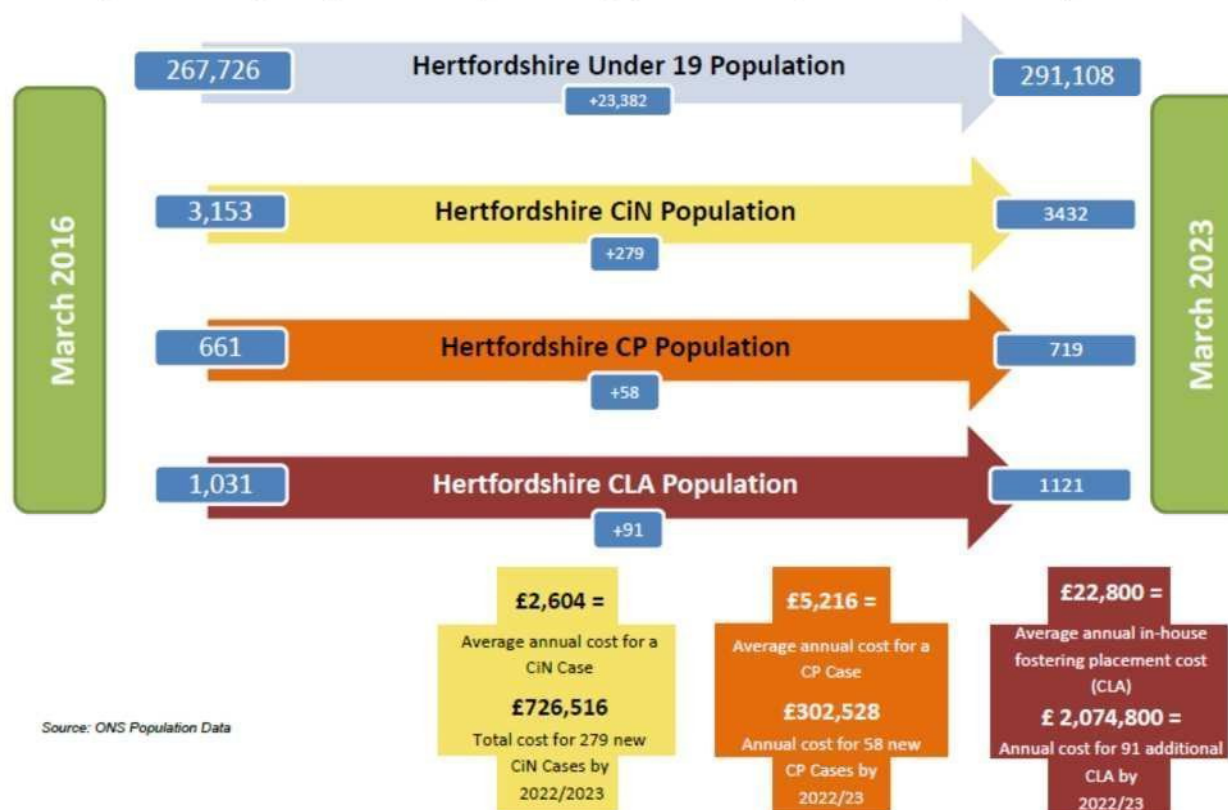 Hertfordshire Under 19 Population
267,726
291,108
+23,382
March 2016
March 2023
3,153
Hertfordshire CiN Population
3432
+279
661
Hertfordshire CP Population
719
+58
1,031
Hertfordshire CLA Population
1121
+91
£2,604 =
Average annual cost for a
CiN Case
£726,516
Total cost for 279 new
CiN Cases by
2022/2023
£5,216 =
Average annual cost for a
CP Case
£302,528
Annual cost for 58 new
CP Cases by
2022/23
£22,800 =
Average annual in-house
fostering placement cost
(CLA)
£ 2,074,800 =
Annual cost for 91 additional
CLA by
2022/23
Source: ONS Population Data